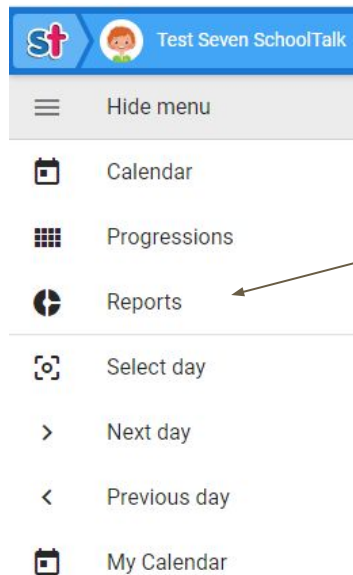 st
Test Seven SchoolTalk
Hide menu
Calendar
Progressions
Reports
Select day
Next day
Previous day
My Calendar